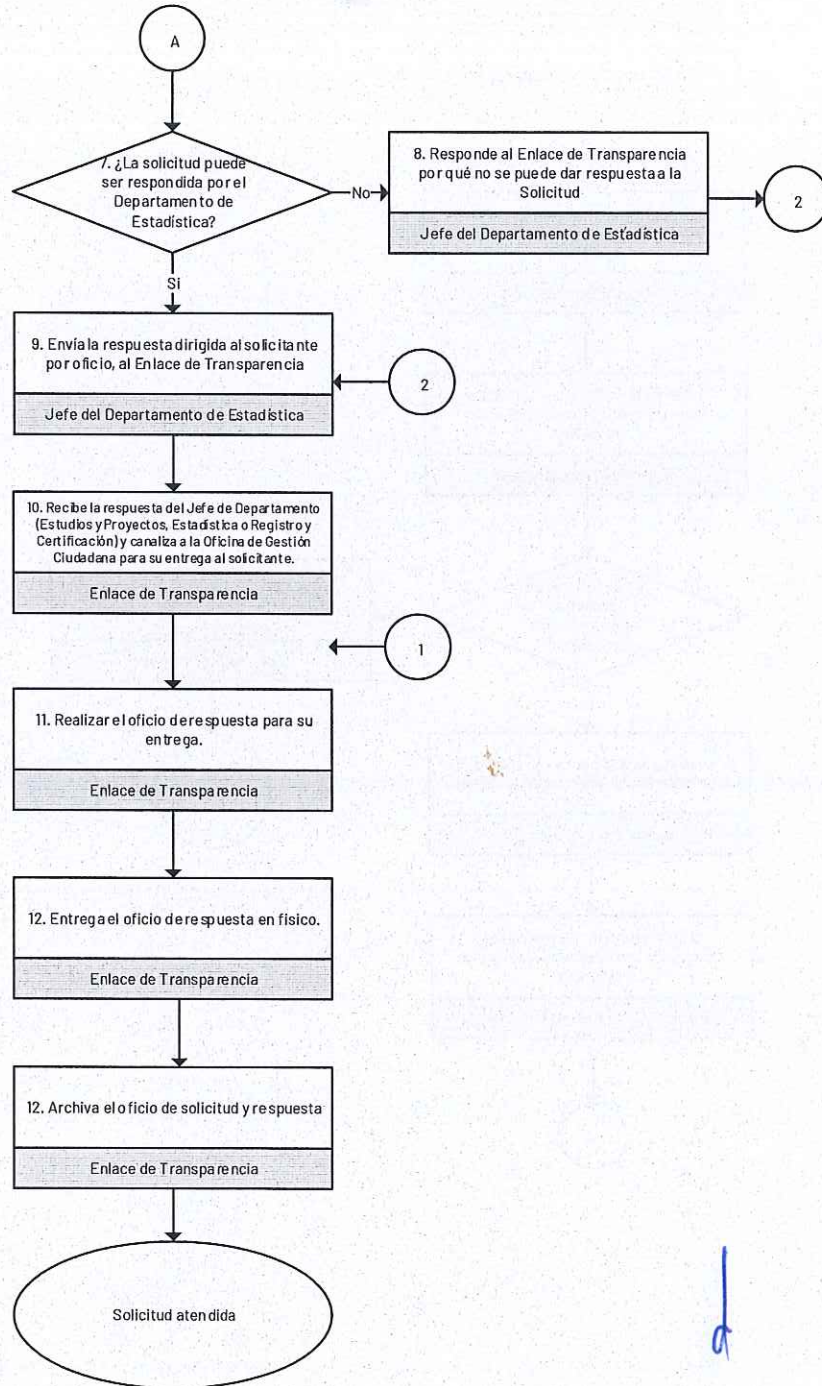 A
7. ¿La solicitud puede
ser respondida por el
Departamento de
Estadística?
No
8. Responde al Enlace de Transparencia
por qué no se puede dar respuesta a la
Solicitud
Jefe del Departamento de Estadística
2
Si
9. Envía la respuesta dirigida al solicitante
por oficio, al Enlace de Transparencia
Jefe del Departamento de Estadística
2
10. Recibe la respuesta del Jefe de Departamento
(Estudios y Proyectos, Estadística o Registro y
Certificación) y canaliza a la Oficina de Gestión
Ciudadana para su entrega al solicitante.
Enlace de Transparencia
1
11. Realizar el oficio de respuesta para su
entrega.
Enlace de Transparencia
12. Entrega el oficio de respuesta en físico.
Enlace de Transparencia
12. Archiva el oficio de solicitud y respuesta
Enlace de Transparencia
Solicitud atendida